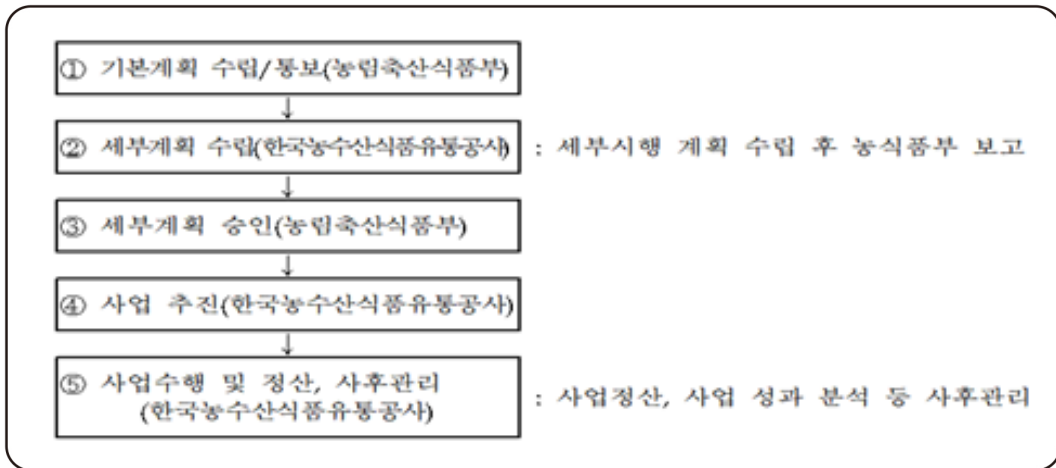 ① 기본계획 수립/통보(농림축산식품부)
↓
② 세부계획 수립(한국농수산식품유통공사) : 세부시행 계획 수립 후 농식품부 보고
↓
③ 세부계획 승인(농림축산식품부)
↓
④ 사업 추진(한국농수산식품유통공사)
↓
⑤ 사업수행 및 정산, 사후관리
(한국농수산식품유통공사) : 사업정산, 사업 성과 분석 등 사후관리